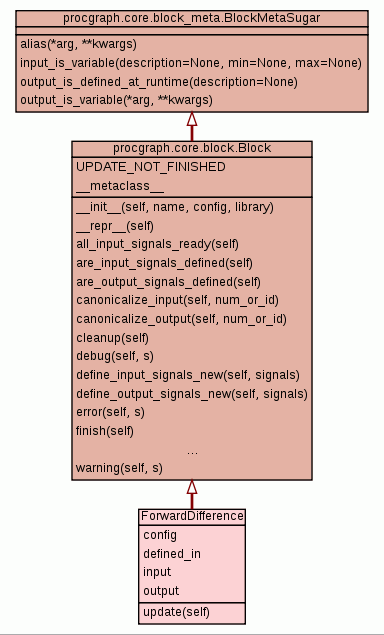 procgraph.core.block_meta.BlockMetaSugar
alias(*arg, **kwargs)
input_is_variable(description=None, min=None, max=None)
output_is_defined_at_runtime(description=None)
output_is_variable(*arg, **kwargs)
procgraph.core.block.Block
UPDATE_NOT_FINISHED
__metaclass__
__init__(self, name, config, library)
__repr__(self)
all_input_signals_ready(self)
are_input_signals_defined(self)
are_output_signals_defined(self)
canonicalize_input(self, num_or_id)
canonicalize_output(self, num_or_id)
cleanup(self)
debug(self, s)
define_input_signals_new(self, signals)
define_output_signals_new(self, signals)
error(self, s)
finish(self)
...
warning(self, s)
ForwardDifference
config
defined_in
input
output
update(self)